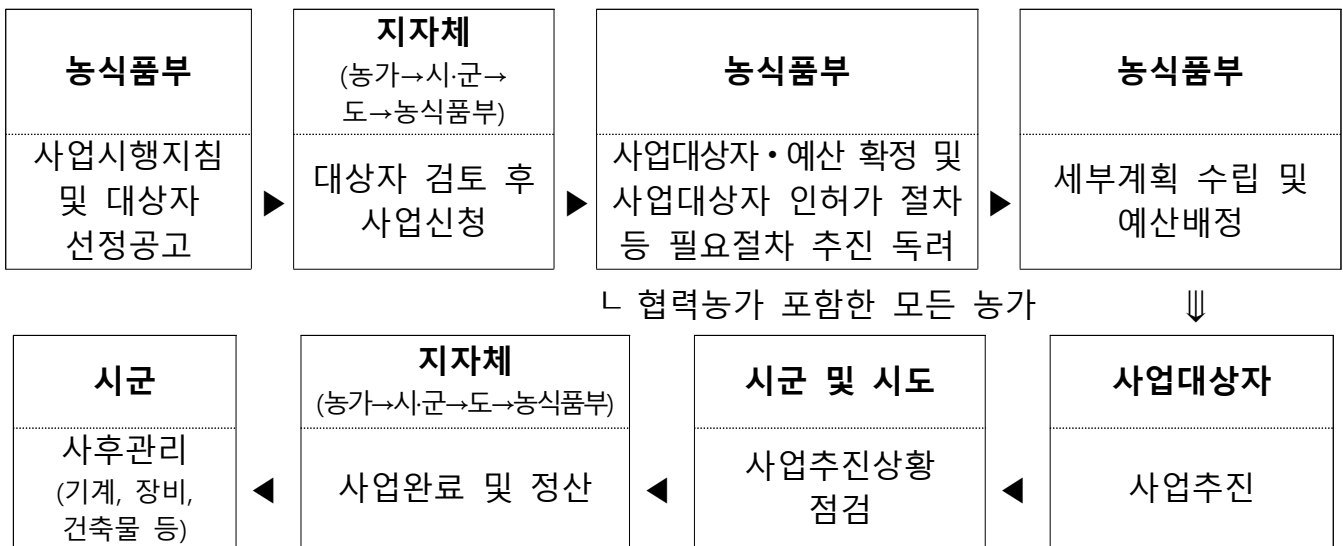 농식품부
사업시행지침
및 대상자
선정공고
▶
지자체
(농가→시·군→
도→농식품부)
대상자 검토 후
사업신청
▶
농식품부
사업대상자•예산 확정 및
사업대상자 인허가 절차
등 필요절차 추진 독려
▶
농식품부
세부계획 수립 및
예산배정
ㄴ 협력농가 포함한 모든 농가
⇓
사업대상자
사업추진
◀
시군 및 시도
사업추진상황
점검
◀
지자체
(농가→시·군→도→농식품부)
사업완료 및 정산
◀
시군
사후관리
(기계, 장비,
건축물 등)